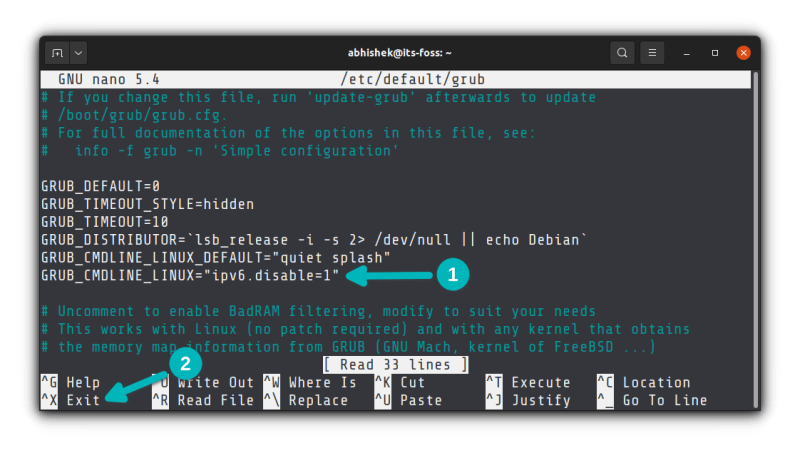 abhishek@its-foss: ~
GNU nano 5.4 /etc/default/grub
# If you change this file, run 'update-grub' afterwards to update
# /boot/grub/grub.cfg.
# For full documentation of the options in this file, see:
#   info -f grub -n 'Simple configuration'
GRUB_DEFAULT=0
GRUB_TIMEOUT_STYLE=hidden
GRUB_TIMEOUT=10
GRUB_DISTRIBUTOR=`lsb_release -i -s 2> /dev/null || echo Debian`
GRUB_CMDLINE_LINUX_DEFAULT="quiet splash"
GRUB_CMDLINE_LINUX="ipv6.disable=1" 1
# Uncomment to enable BadRAM filtering, modify to suit your needs
# This works with Linux (no patch required) and with any kernel that obtains
# the memory map information from GRUB (GNU Mach, kernel of FreeBSD ...)
2
[ Read 33 lines ]
^G Help ^O Write Out ^W Where Is ^K Cut ^T Execute ^C Location
^X Exit ^R Read File ^\ Replace ^U Paste ^J Justify ^_ Go To Line